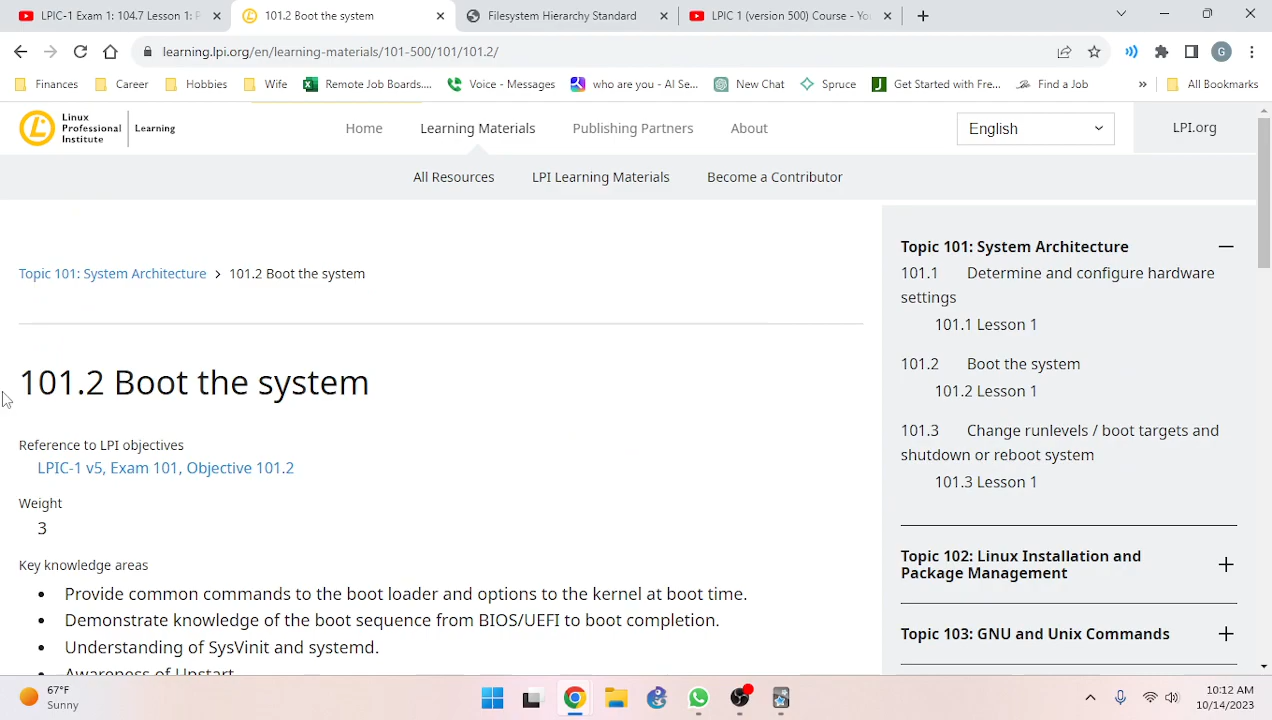 LPIC-1 Exam 1: 104.7 Lesson 1: P
101.2 Boot the system
Filesystem Hierarchy Standard
LPIC 1 (version 500) Course - You
learning.lpi.org/en/learning-materials/101-500/101/101.2/
G
Finances
Career
Hobbies
Wife
Remote Job Boards....
Voice - Messages
who are you - AI Se...
New Chat
Spruce
Get Started with Fre...
Find a Job
»
All Bookmarks
Linux
Professional
Institute
Learning
Home
Learning Materials
Publishing Partners
About
English
LPI.org
All Resources
LPI Learning Materials
Become a Contributor
Topic 101: System Architecture > 101.2 Boot the system
101.2 Boot the system
Reference to LPI objectives
LPIC-1 v5, Exam 101, Objective 101.2
Weight
3
Key knowledge areas
• Provide common commands to the boot loader and options to the kernel at boot time.
• Demonstrate knowledge of the boot sequence from BIOS/UEFI to boot completion.
• Understanding of SysVinit and systemd.
• Awareness of Upstart
Topic 101: System Architecture
101.1 Determine and configure hardware
settings
101.1 Lesson 1
101.2 Boot the system
101.2 Lesson 1
101.3 Change runlevels / boot targets and
shutdown or reboot system
101.3 Lesson 1
Topic 102: Linux Installation and
Package Management
Topic 103: GNU and Unix Commands
67°F
Sunny
10:12 AM
10/14/2023